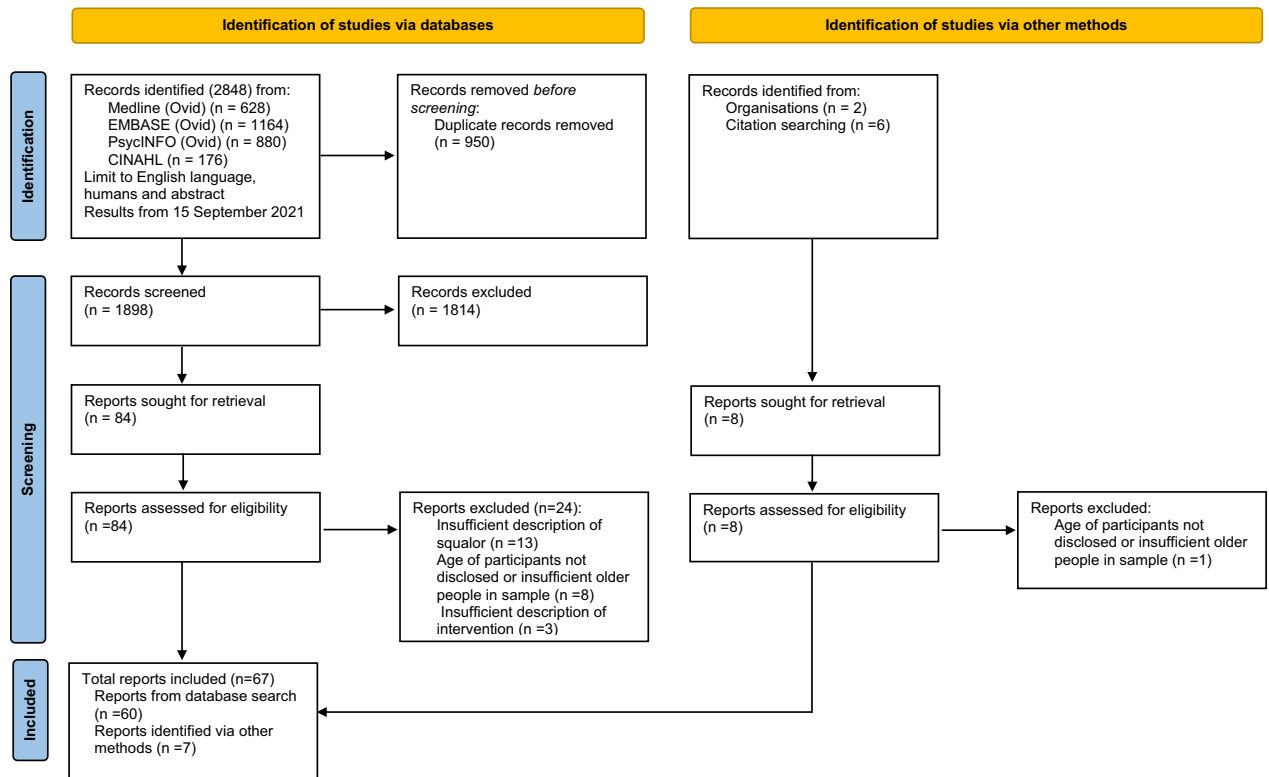 Identification of studies via databases
Identification of studies via other methods
Identification
Records identified (2848) from:
Medline (Ovid) (n = 628)
EMBASE (Ovid) (n = 1164)
PsycINFO (Ovid) (n = 880)
CINAHL (n = 176)
Limit to English language,
humans and abstract
Results from 15 September 2021
Records removed before
screening:
Duplicate records removed
(n = 950)
Records identified from:
Organisations (n = 2)
Citation searching (n =6)
Screening
Records screened
(n = 1898)
Records excluded
(n = 1814)
Reports sought for retrieval
(n = 84)
Reports sought for retrieval
(n =8)
Reports assessed for eligibility
(n =84)
Reports excluded (n=24):
Insufficient description of
squalor (n =13)
Age of participants not
disclosed or insufficient older
people in sample (n =8)
Insufficient description of
intervention (n =3)
Reports assessed for eligibility
(n =8)
Reports excluded:
Age of participants not
disclosed or insufficient older
people in sample (n =1)
Included
Total reports included (n=67)
Reports from database search
(n =60)
Reports identified via other
methods (n =7)